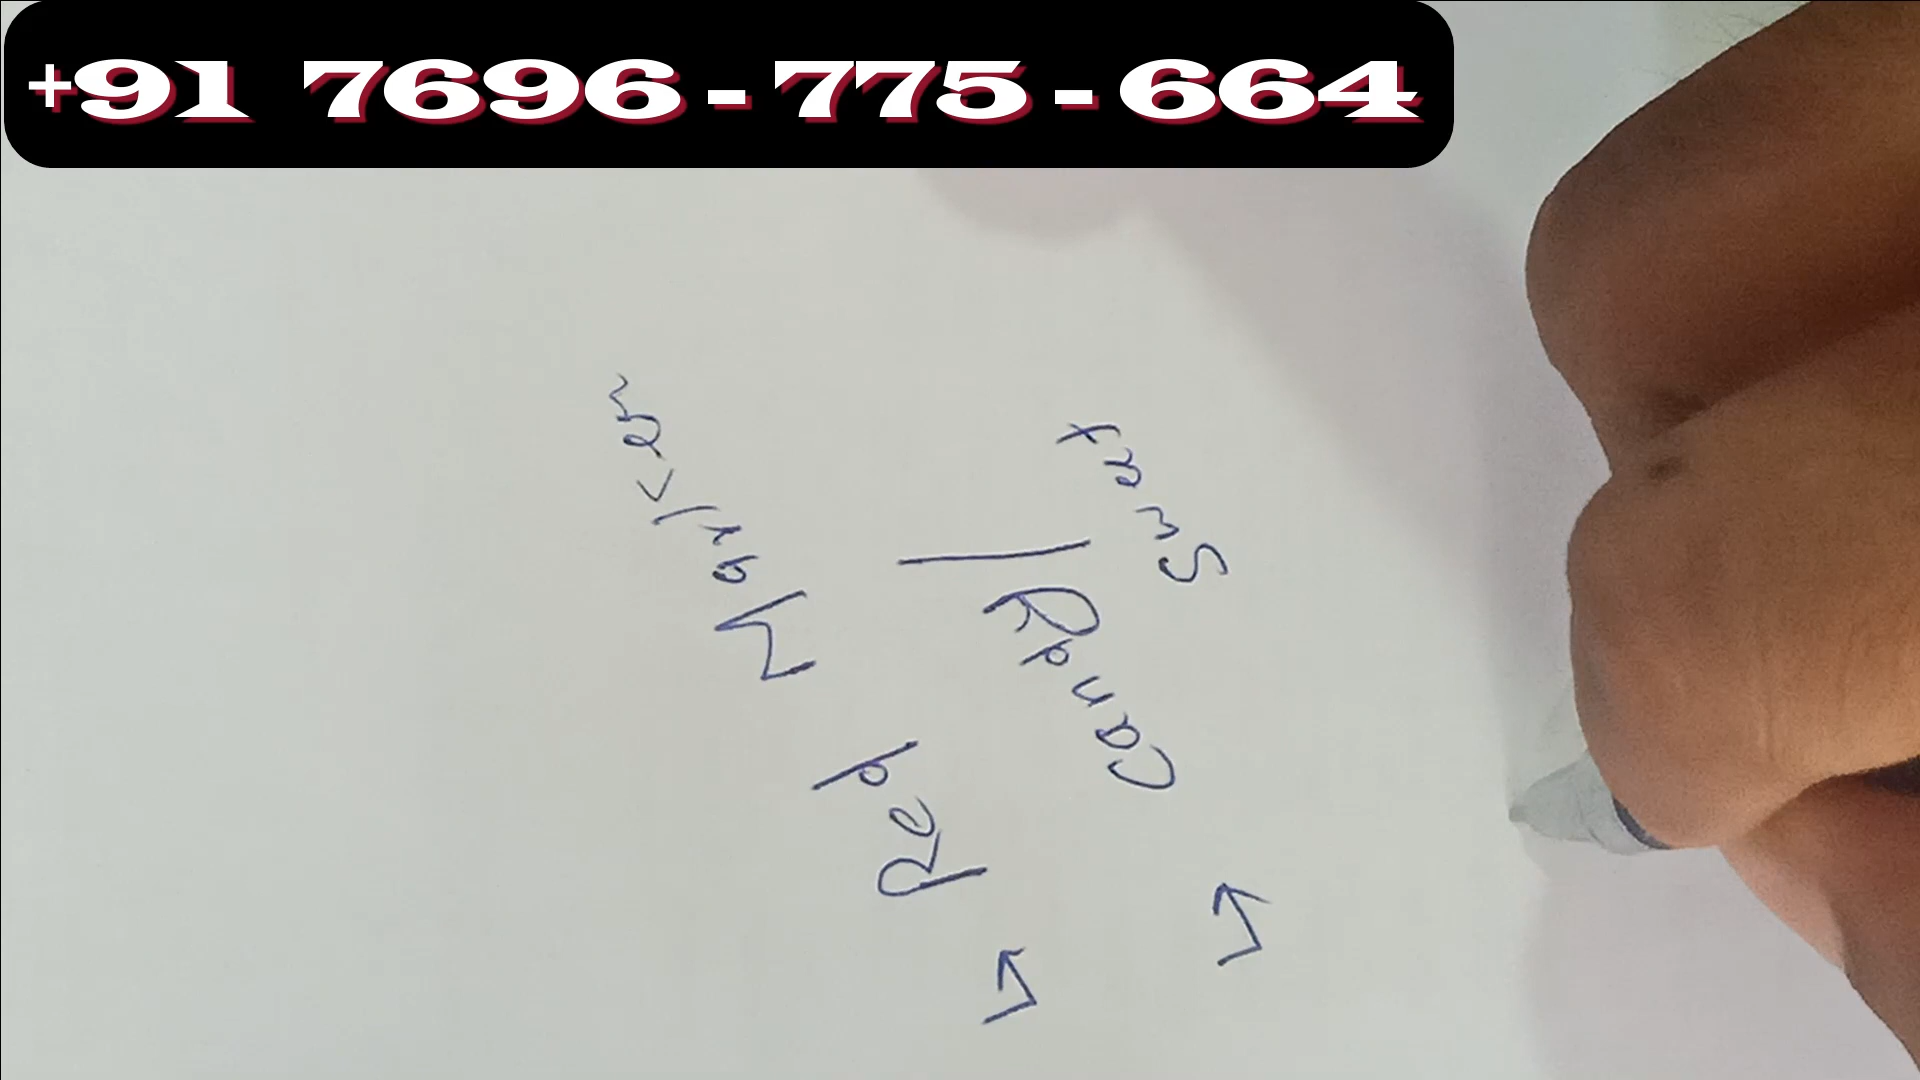 +91 7696-775-664
↳ Red Marker
↳ Candy / Sweet